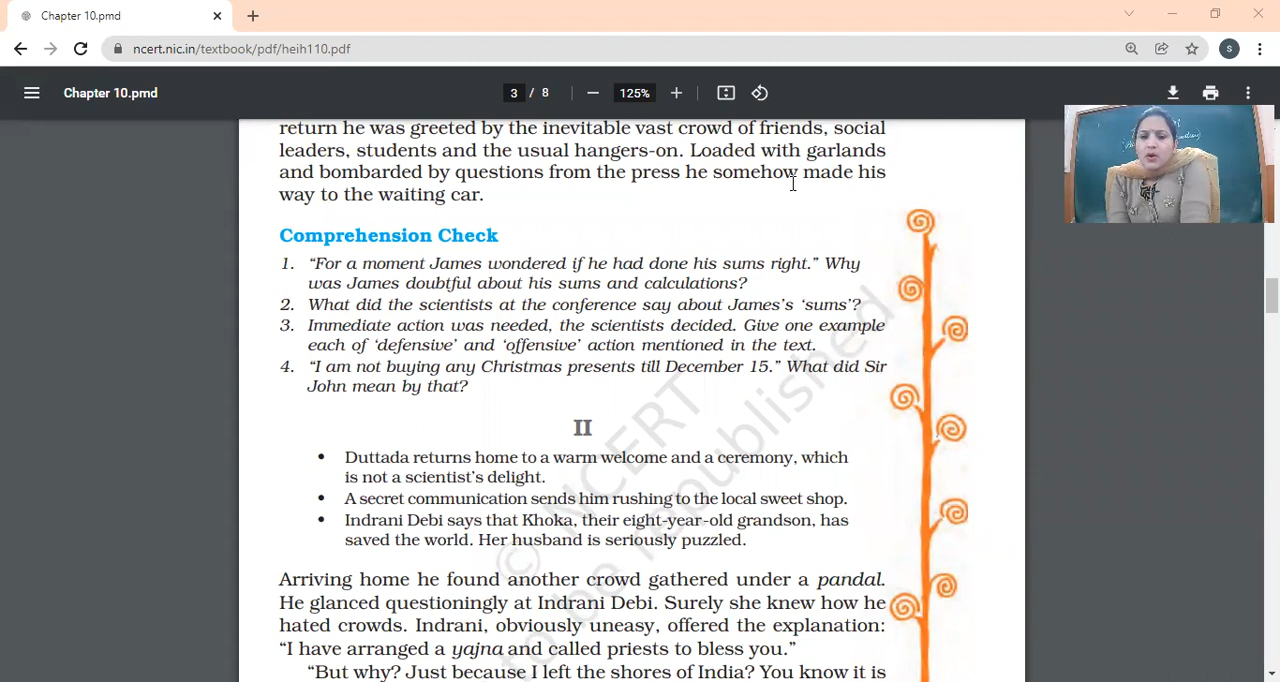 Chapter 10.pmd
ncert.nic.in/textbook/pdf/heih110.pdf
s
Chapter 10.pmd
3 / 8
125%
return he was greeted by the inevitable vast crowd of friends, social
leaders, students and the usual hangers-on. Loaded with garlands
and bombarded by questions from the press he somehow made his
way to the waiting car.
Comprehension Check
1. “For a moment James wondered if he had done his sums right.” Why
was James doubtful about his sums and calculations?
2. What did the scientists at the conference say about James’s ‘sums’?
3. Immediate action was needed, the scientists decided. Give one example
each of ‘defensive’ and ‘offensive’ action mentioned in the text.
4. “I am not buying any Christmas presents till December 15.” What did Sir
John mean by that?
II
• Duttada returns home to a warm welcome and a ceremony, which
is not a scientist’s delight.
• A secret communication sends him rushing to the local sweet shop.
• Indrani Debi says that Khoka, their eight-year-old grandson, has
saved the world. Her husband is seriously puzzled.
Arriving home he found another crowd gathered under a pandal.
He glanced questioningly at Indrani Debi. Surely she knew how he
hated crowds. Indrani, obviously uneasy, offered the explanation:
“I have arranged a yajna and called priests to bless you.”
“But why? Just because I left the shores of India? You know it is
© NCERT
to be republished